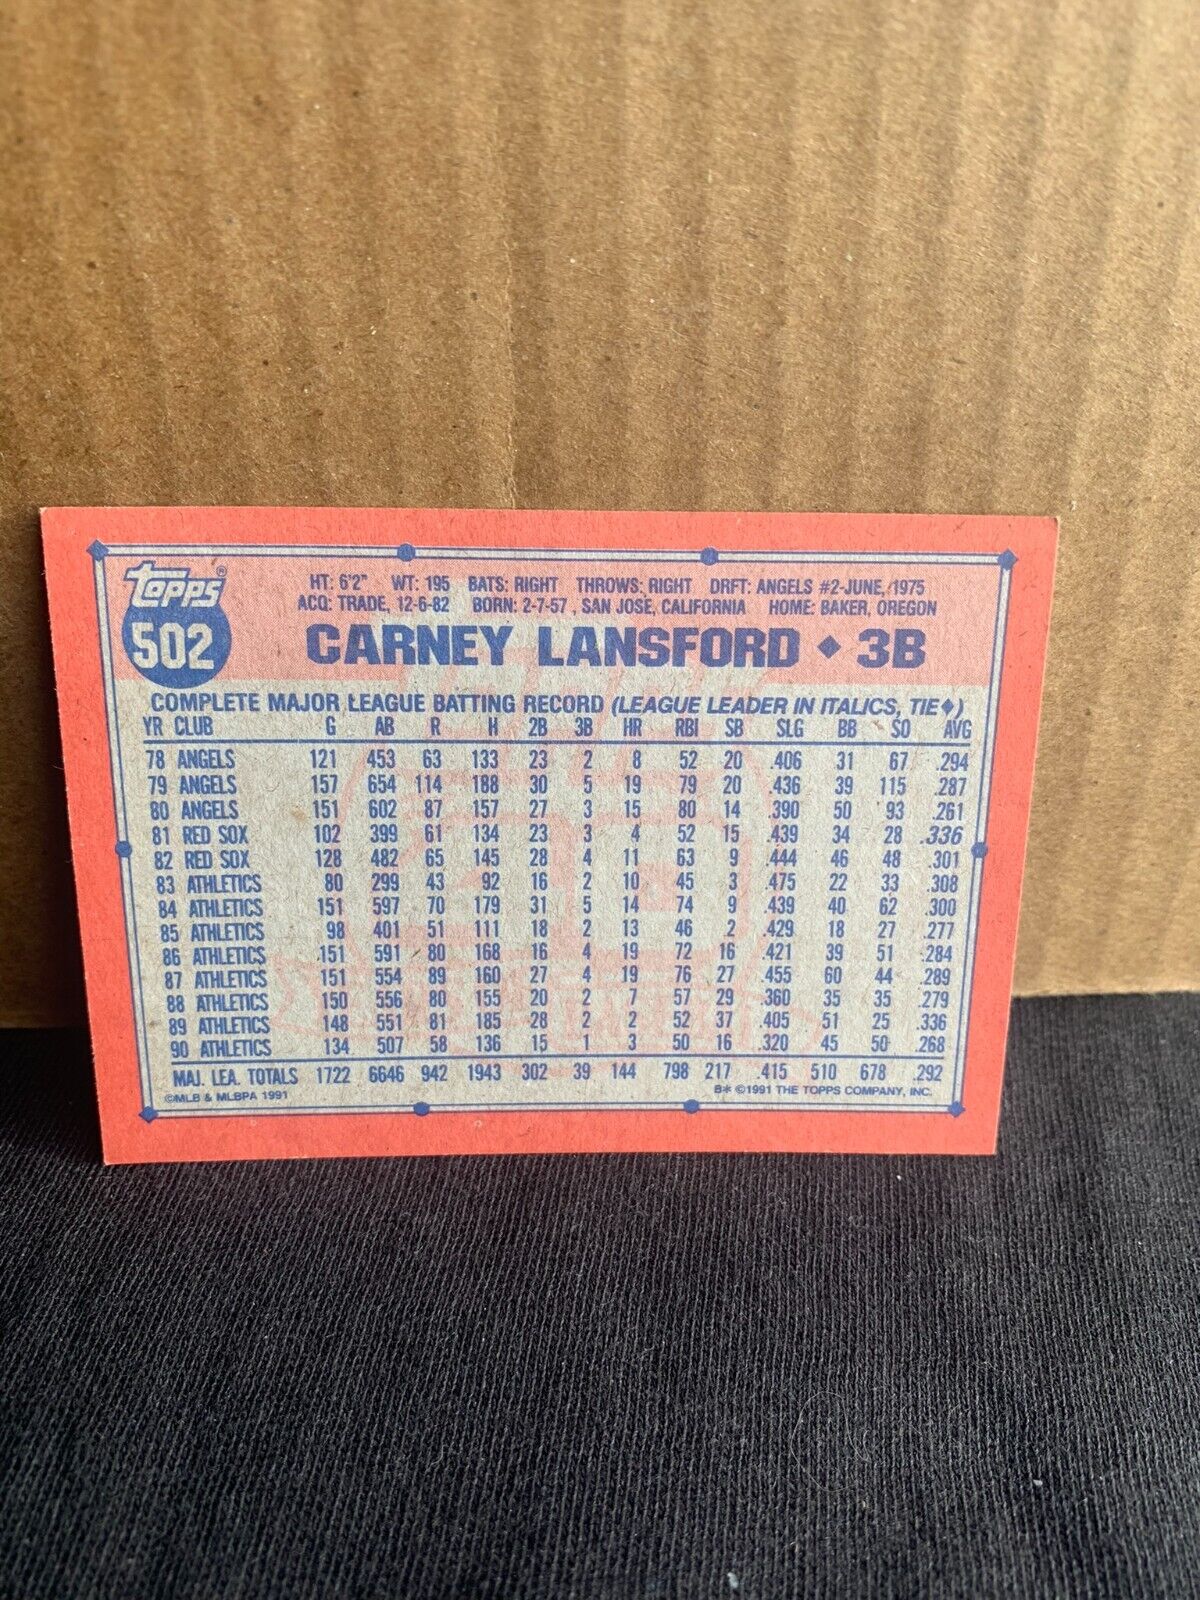 topps®
502
HT: 6'2" WT: 195 BATS: RIGHT THROWS: RIGHT DRFT: ANGELS #2-JUNE, 1975
ACQ: TRADE, 12-6-82 BORN: 2-7-57 , SAN JOSE, CALIFORNIA HOME: BAKER, OREGON
CARNEY LANSFORD ♦ 3B
COMPLETE MAJOR LEAGUE BATTING RECORD (LEAGUE LEADER IN ITALICS, TIE♦)
YR CLUB G AB R H 2B 3B HR RBI SB SLG BB SO AVG
78 ANGELS 121 453 63 133 23 2 8 52 20 .406 31 67 .294
79 ANGELS 157 654 114 188 30 5 19 79 20 .436 39 115 .287
80 ANGELS 151 602 87 157 27 3 15 80 14 .390 50 93 .261
81 RED SOX 102 399 61 134 23 3 4 52 15 .439 34 28 .336
82 RED SOX 128 482 65 145 28 4 11 63 9 .444 46 48 .301
83 ATHLETICS 80 299 43 92 16 2 10 45 3 .475 22 33 .308
84 ATHLETICS 151 597 70 179 31 5 14 74 9 .439 40 62 .300
85 ATHLETICS 98 401 51 111 18 2 13 46 2 .429 18 27 .277
86 ATHLETICS 151 591 80 168 16 4 19 72 16 .421 39 51 .284
87 ATHLETICS 151 554 89 160 27 4 19 76 27 .455 60 44 .289
88 ATHLETICS 150 556 80 155 20 2 7 57 29 .360 35 35 .279
89 ATHLETICS 148 551 81 185 28 2 2 52 37 .405 51 25 .336
90 ATHLETICS 134 507 58 136 15 1 3 50 16 .320 45 50 .268
MAJ. LEA. TOTALS 1722 6646 942 1943 302 39 144 798 217 .415 510 678 .292
©MLB & MLBPA 1991 B* ©1991 THE TOPPS COMPANY, INC.